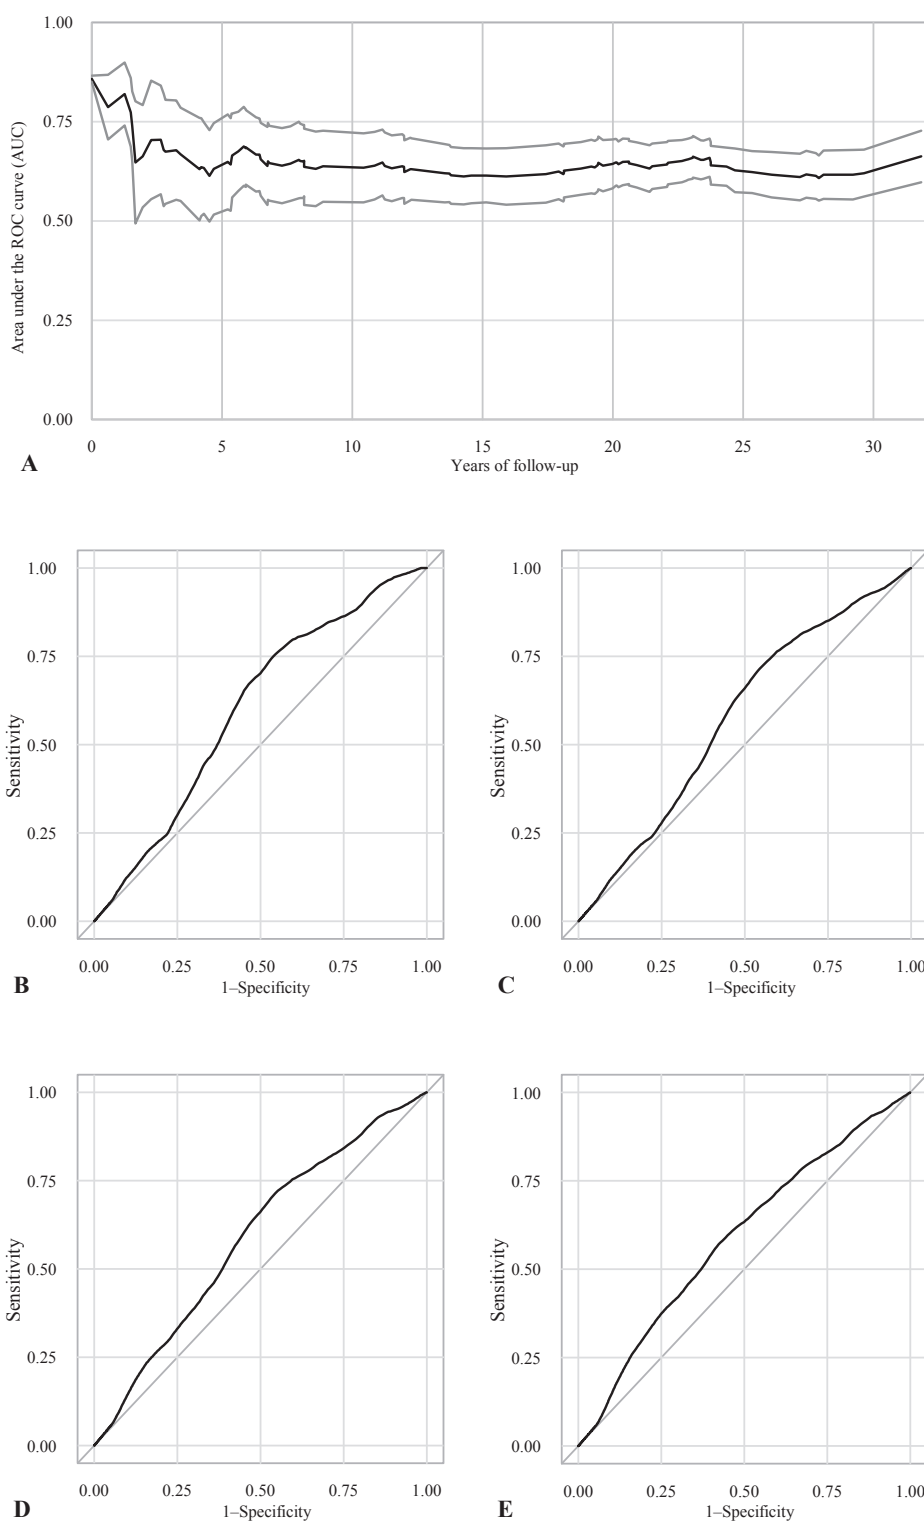 1.00
0.75
0.50
0.25
0.00
Area under the ROC curve (AUC)
0 5 10 15 20 25 30
Years of follow-up
A
1.00
0.75
0.50
0.25
0.00
Sensitivity
0.00 0.25 0.50 0.75 1.00
1–Specificity
B
1.00
0.75
0.50
0.25
0.00
Sensitivity
0.00 0.25 0.50 0.75 1.00
1–Specificity
C
1.00
0.75
0.50
0.25
0.00
Sensitivity
0.00 0.25 0.50 0.75 1.00
1–Specificity
D
1.00
0.75
0.50
0.25
0.00
Sensitivity
0.00 0.25 0.50 0.75 1.00
1–Specificity
E